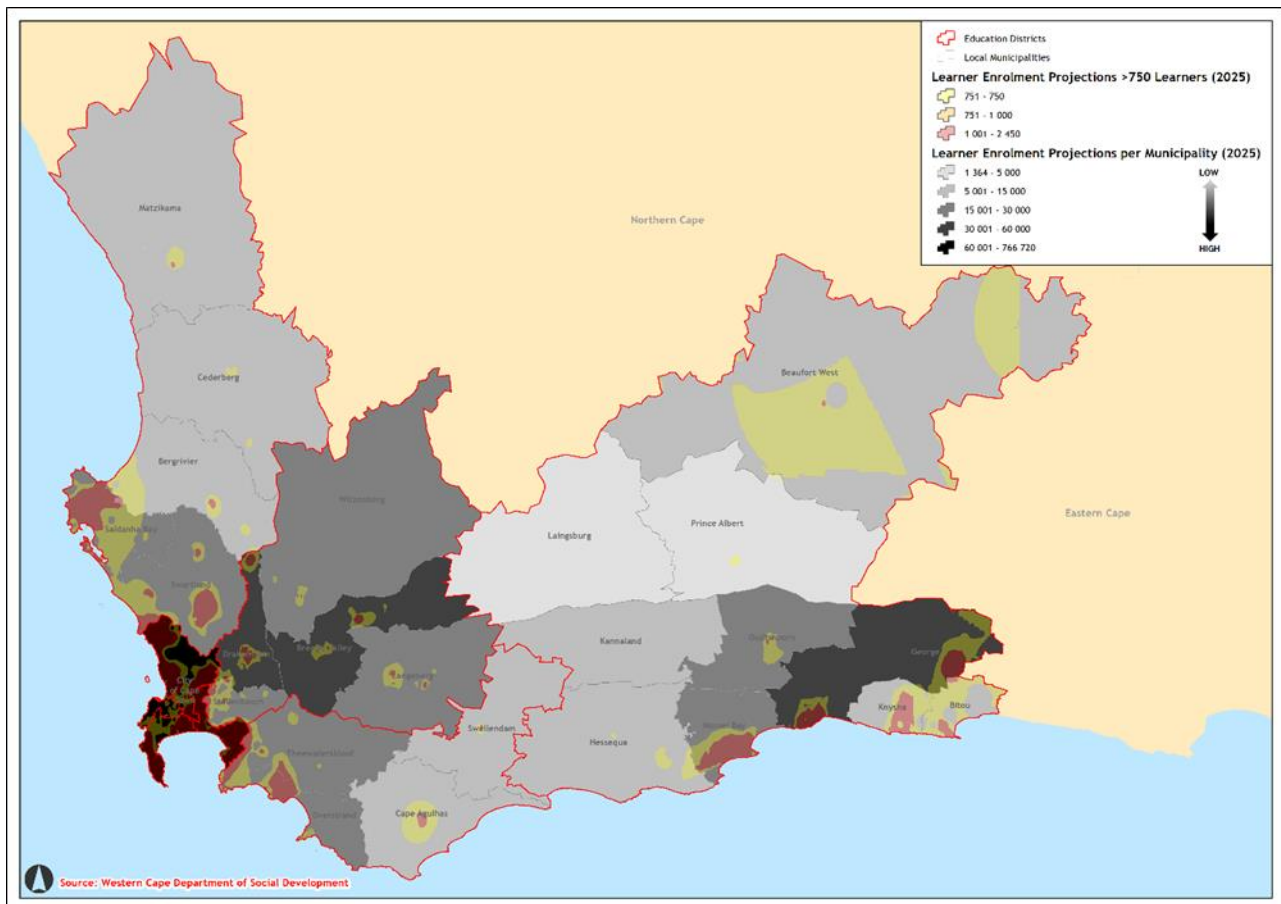 Education Districts
Local Municipalities
Learner Enrolment Projections >750 Learners (2025)
751 - 750
751 - 1 000
1 001 - 2 450
Learner Enrolment Projections per Municipality (2025)
1 364 - 5 000
LOW
5 001 - 15 000
15 001 - 30 000
30 001 - 60 000
60 001 - 766 720
HIGH
Matzikama
Northern Cape
Cederberg
Beaufort West
Bergrivier
Witzenberg
Saldanha Bay
Prince Albert
Eastern Cape
Laingsburg
Swartland
Kannaland
Oudtshoorn
Drakenstein
Breede Valley
George
Langeberg
City
of Cape
Stellenbosch
Knysna
Bitou
Swellendam
Mossel Bay
Hessequa
Theewaterskloof
Overstrand
Cape Agulhas
Source: Western Cape Department of Social Development